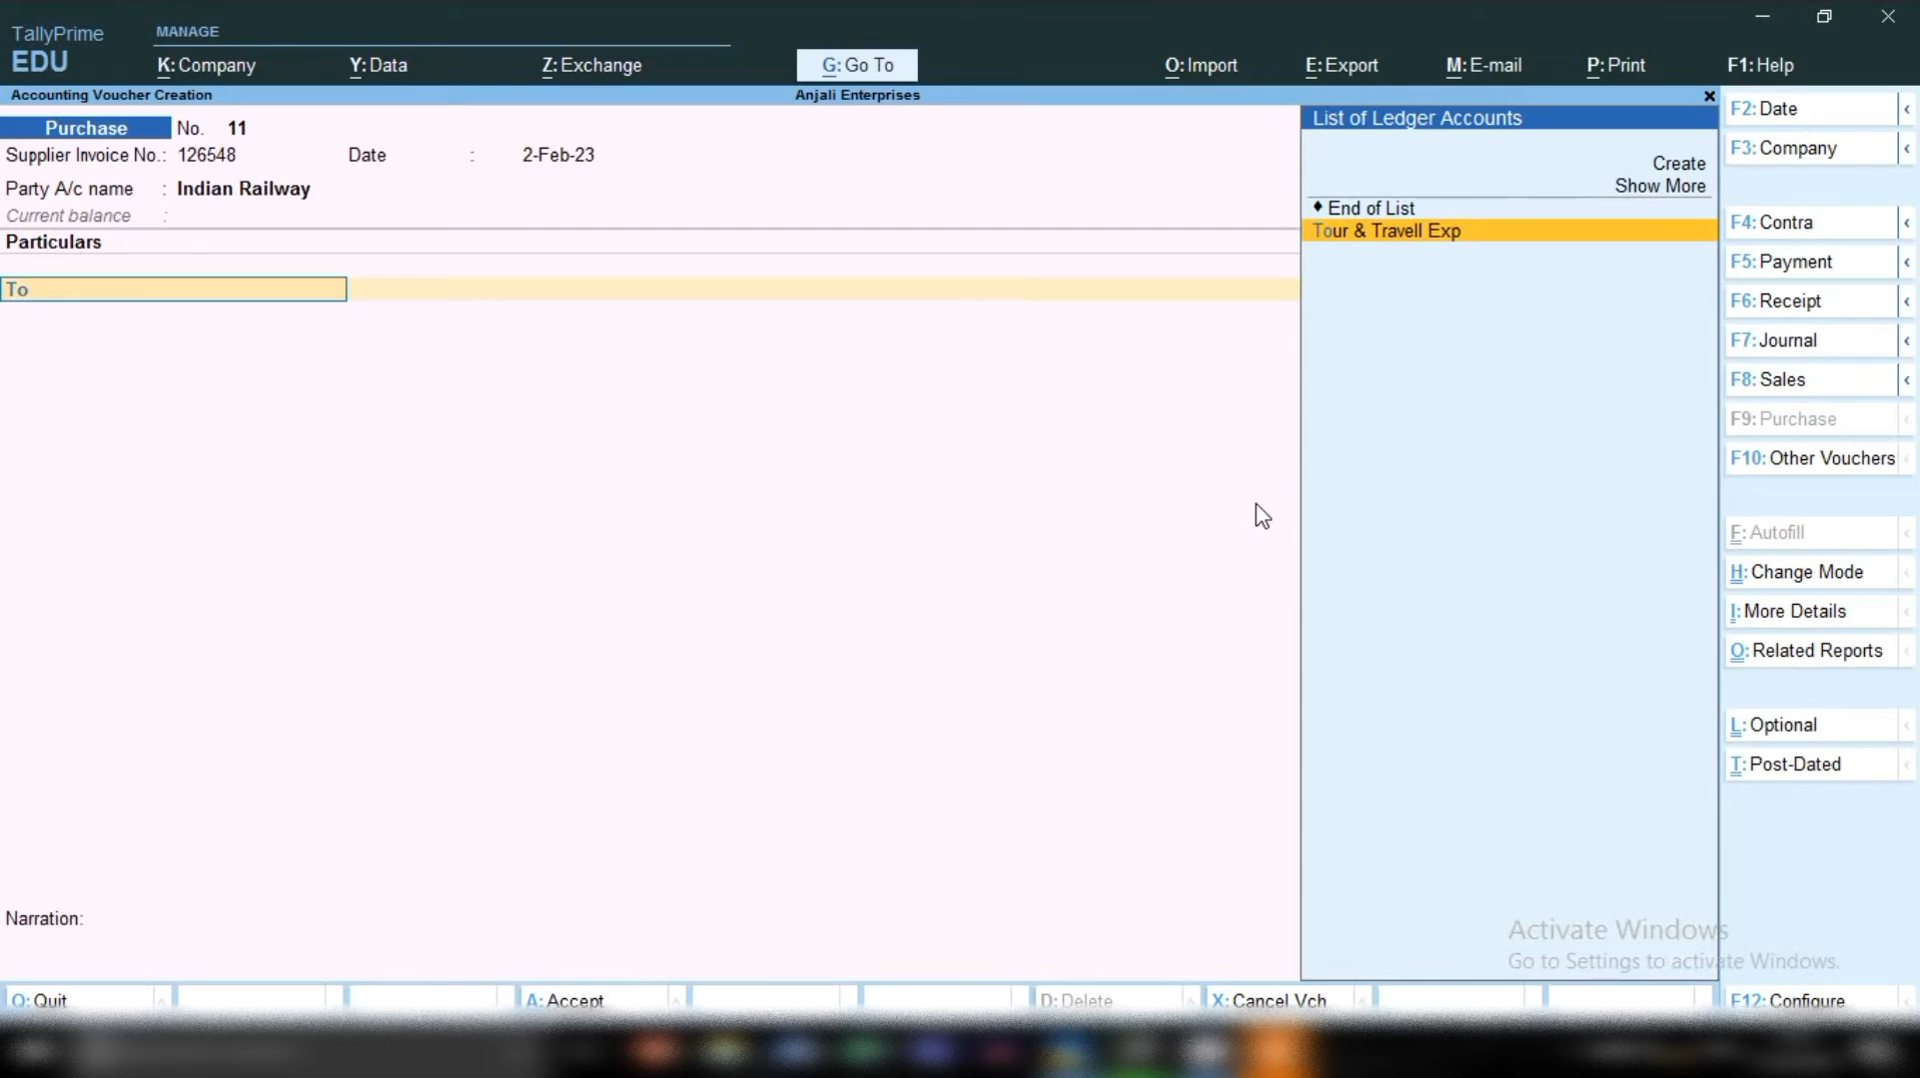 TallyPrime
EDU
MANAGE
K: Company
Y: Data
Z: Exchange
G: Go To
O: Import
E: Export
M: E-mail
P: Print
F1: Help
Accounting Voucher Creation
Anjali Enterprises
Purchase No. 11
Supplier Invoice No.: 126548 Date : 2-Feb-23
Party A/c name : Indian Railway
Current balance :
Particulars
To
Narration:
List of Ledger Accounts
Create
Show More
♦ End of List
Tour & Travell Exp
F2: Date
F3: Company
F4: Contra
F5: Payment
F6: Receipt
F7: Journal
F8: Sales
F9: Purchase
F10: Other Vouchers
F: Autofill
H: Change Mode
I: More Details
O: Related Reports
L: Optional
T: Post-Dated
Activate Windows
Go to Settings to activate Windows.
Q: Quit
A: Accept
D: Delete
X: Cancel Vch
F12: Configure